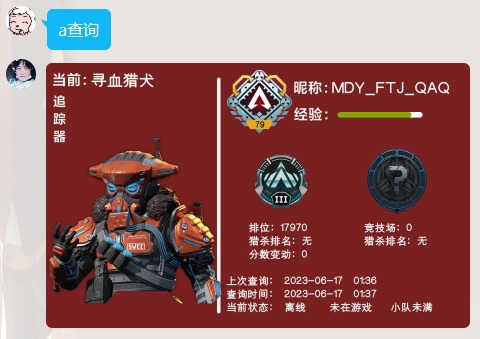 a查询
当前: 寻血猎犬
追
踪
器
79
昵称: MDY_FTJ_QAQ
经验:
III
?
排位: 17970
猎杀排名: 无
分数变动: 0
竞技场: 0
猎杀排名: 无
上次查询: 2023-06-17 01:36
查询时间: 2023-06-17 01:37
当前状态: 离线 未在游戏 小队未满